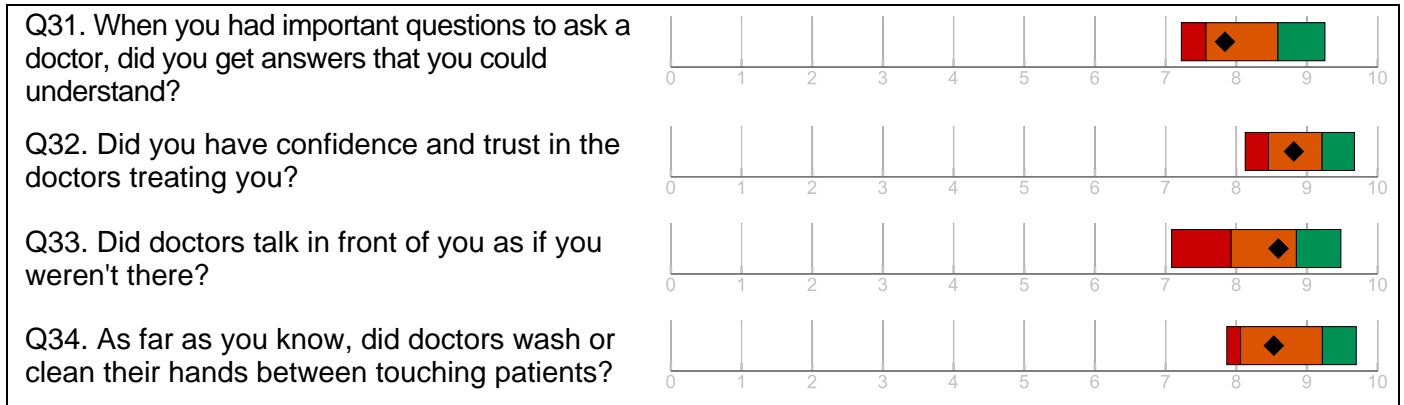 Q31. When you had important questions to ask a
doctor, did you get answers that you could
understand?
0 1 2 3 4 5 6 7 8 9 10
Q32. Did you have confidence and trust in the
doctors treating you?
0 1 2 3 4 5 6 7 8 9 10
Q33. Did doctors talk in front of you as if you
weren't there?
0 1 2 3 4 5 6 7 8 9 10
Q34. As far as you know, did doctors wash or
clean their hands between touching patients?
0 1 2 3 4 5 6 7 8 9 10